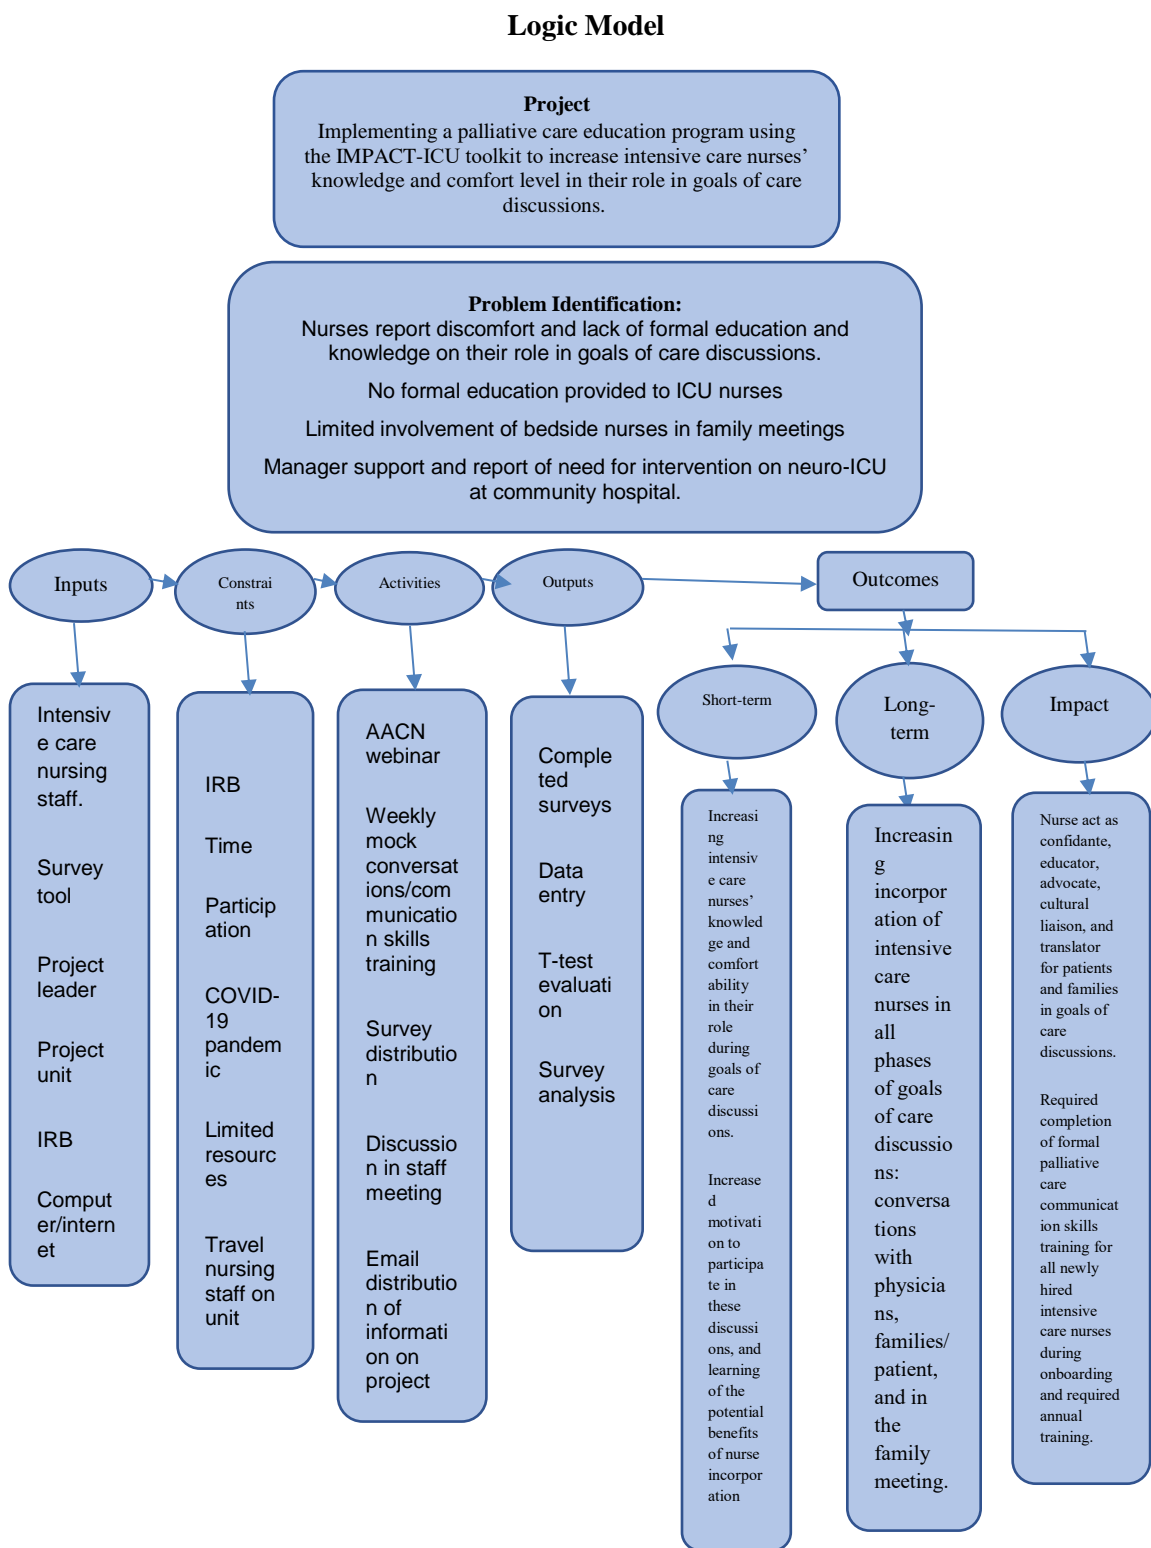 Logic Model
Project
Implementing a palliative care education program using
the IMPACT-ICU toolkit to increase intensive care nurses’
knowledge and comfort level in their role in goals of care
discussions.
Problem Identification:
Nurses report discomfort and lack of formal education and
knowledge on their role in goals of care discussions.
No formal education provided to ICU nurses
Limited involvement of bedside nurses in family meetings
Manager support and report of need for intervention on neuro-ICU
at community hospital.
Inputs
Constrai
nts
Activities
Outputs
Outcomes
Short-term
Long-
term
Impact
Intensiv
e care
nursing
staff.
Survey
tool
Project
leader
Project
unit
IRB
Comput
er/intern
et
IRB
Time
Particip
ation
COVID-
19
pandem
ic
Limited
resourc
es
Travel
nursing
staff on
unit
AACN
webinar
Weekly
mock
conversat
ions/com
municatio
n skills
training
Survey
distributio
n
Discussio
n in staff
meeting
Email
distributio
n of
informati
on on
project
Comple
ted
surveys
Data
entry
T-test
evaluati
on
Survey
analysis
Increasi
ng
intensiv
e care
nurses’
knowled
ge and
comfort
ability
in their
role
during
goals of
care
discussi
ons.
Increase
d
motivati
on to
participa
te in
these
discussi
ons, and
learning
of the
potential
benefits
of nurse
incorpor
ation
Increasin
g
incorpor
ation of
intensive
care
nurses in
all
phases
of goals
of care
discussio
ns:
conversa
tions
with
physicia
ns,
families/
patient,
and in
the
family
meeting.
Nurse act as
confidante,
educator,
advocate,
cultural
liaison, and
translator
for patients
and families
in goals of
care
discussions.
Required
completion
of formal
palliative
care
communicat
ion skills
training for
all newly
hired
intensive
care nurses
during
onboarding
and required
annual
training.